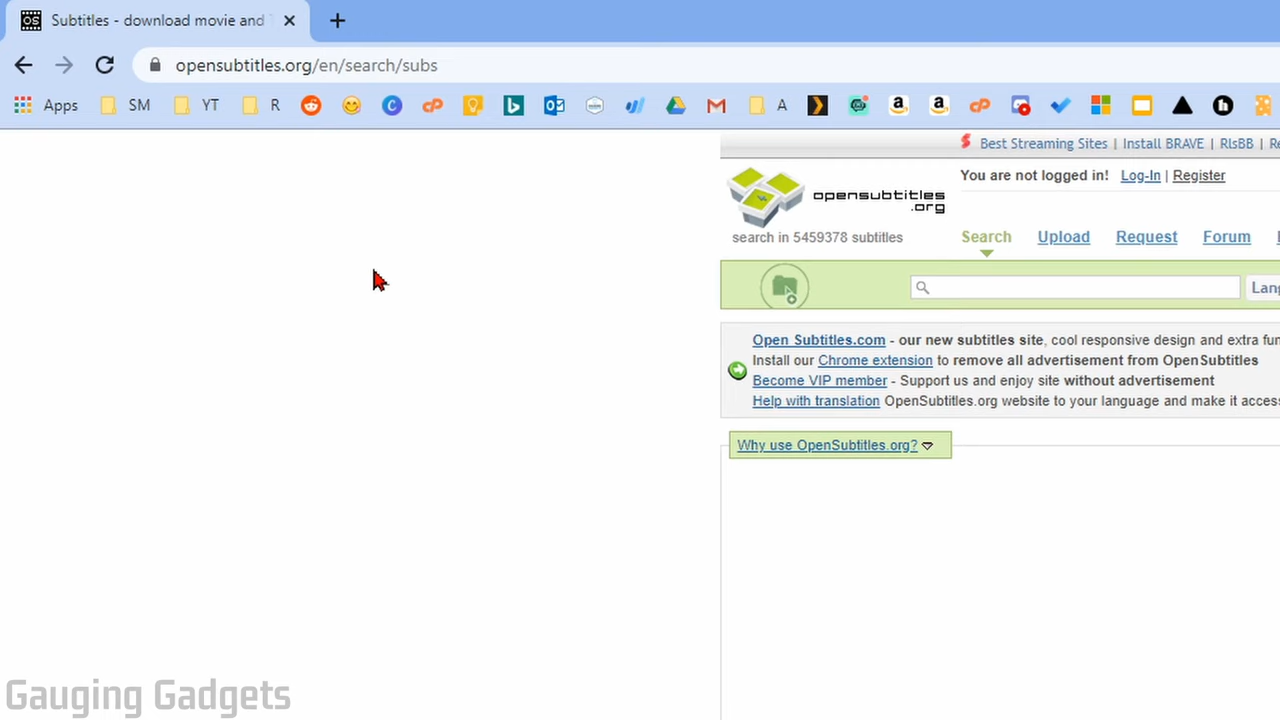 Subtitles - download movie and
opensubtitles.org/en/search/subs
Apps SM YT R A
Best Streaming Sites | Install BRAVE | RlsBB |
You are not logged in! Log-In | Register
opensubtitles
.org
search in 5459378 subtitles
Search Upload Request Forum
Open Subtitles.com - our new subtitles site, cool responsive design and extra
Install our Chrome extension to remove all advertisement from OpenSubtitles
Become VIP member - Support us and enjoy site without advertisement
Help with translation OpenSubtitles.org website to your language and make it
Why use OpenSubtitles.org?
Gauging Gadgets